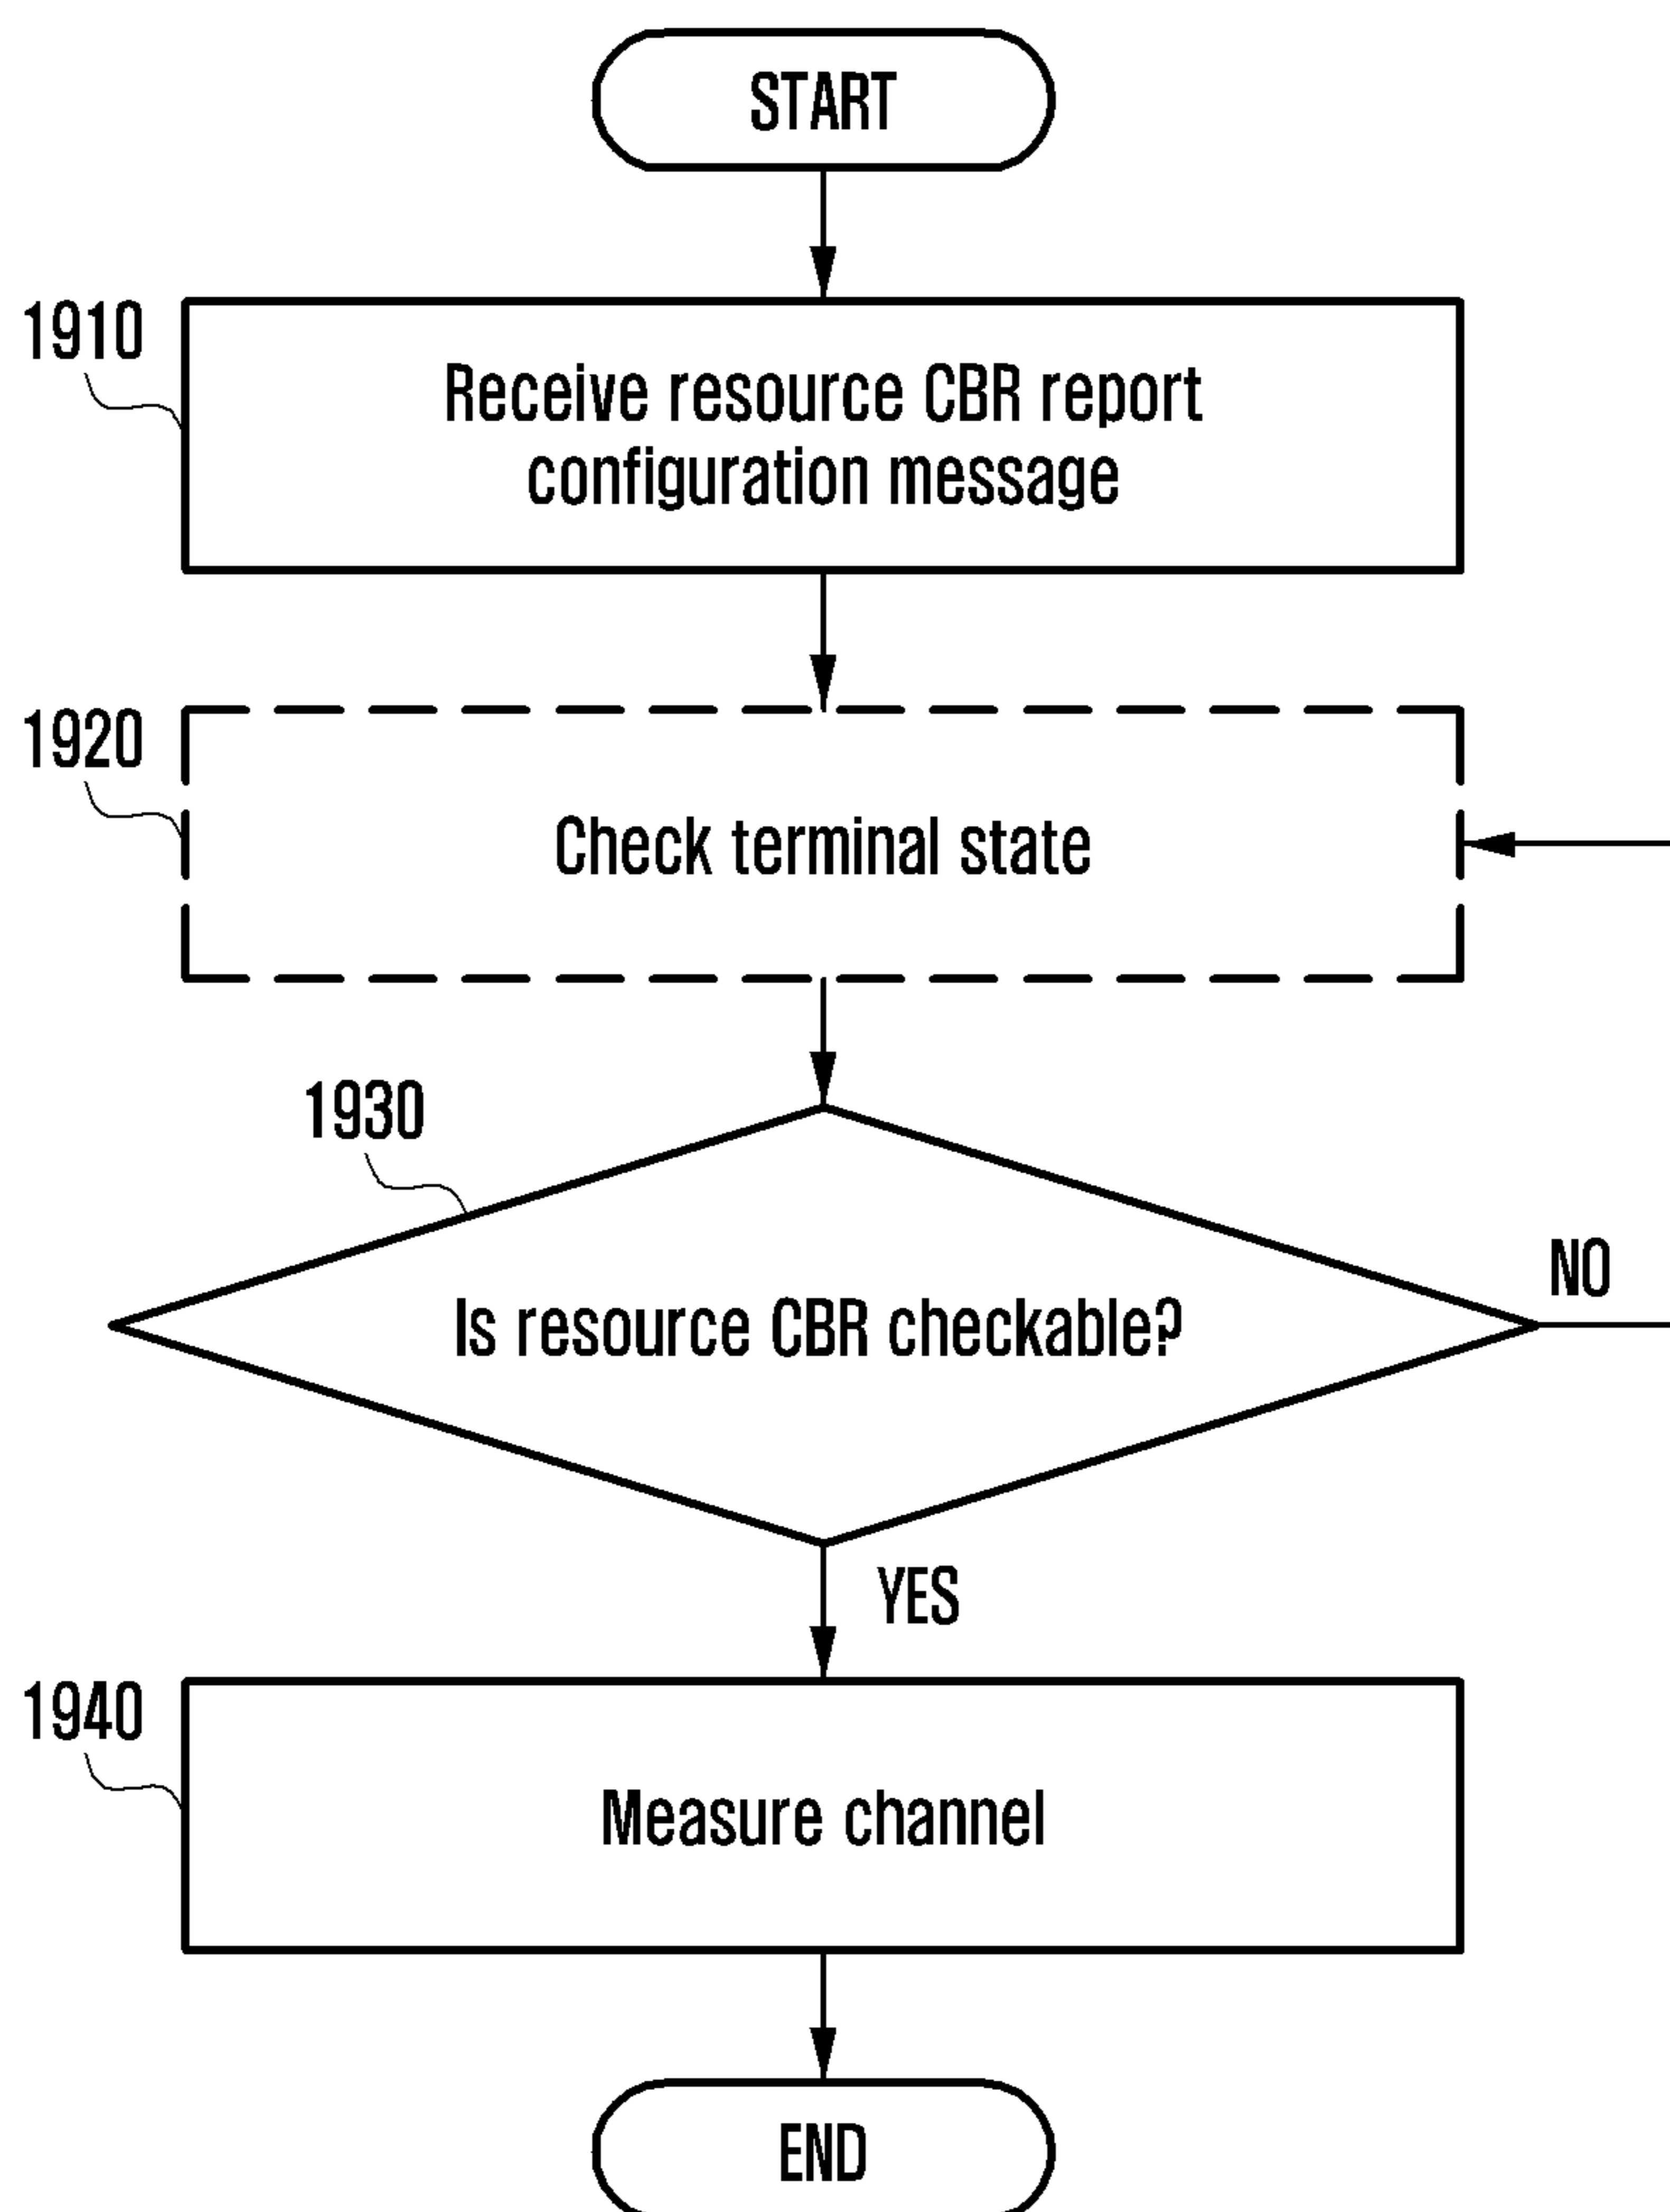 START
1910
Receive resource CBR report
configuration message
1920
Check terminal state
1930
Is resource CBR checkable?
NO
YES
1940
Measure channel
END